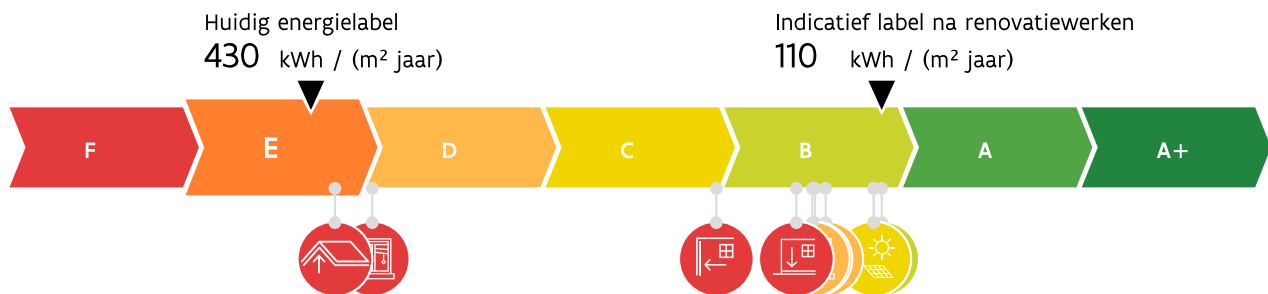 Huidig energielabel
430 kWh / (m² jaar)
Indicatief label na renovatiewerken
110 kWh / (m² jaar)
F
E
D
C
B
A
A+